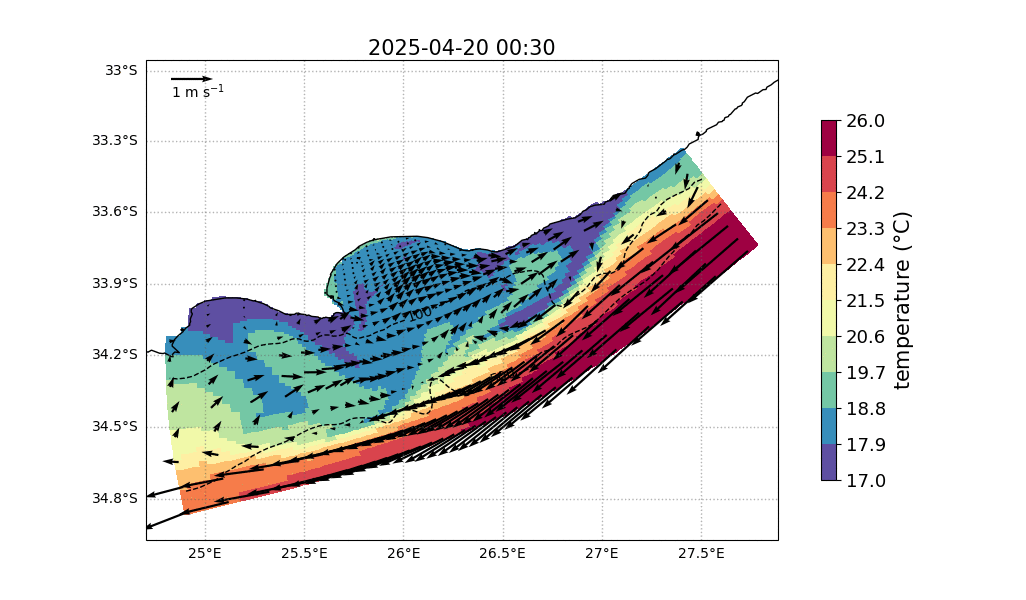 2025-04-20 00:30
1 m s⁻¹
33°S
33.3°S
33.6°S
33.9°S
34.2°S
34.5°S
34.8°S
25°E
25.5°E
26°E
26.5°E
27°E
27.5°E
100
26.0
25.1
24.2
23.3
22.4
21.5
20.6
19.7
18.8
17.9
17.0
temperature (°C)